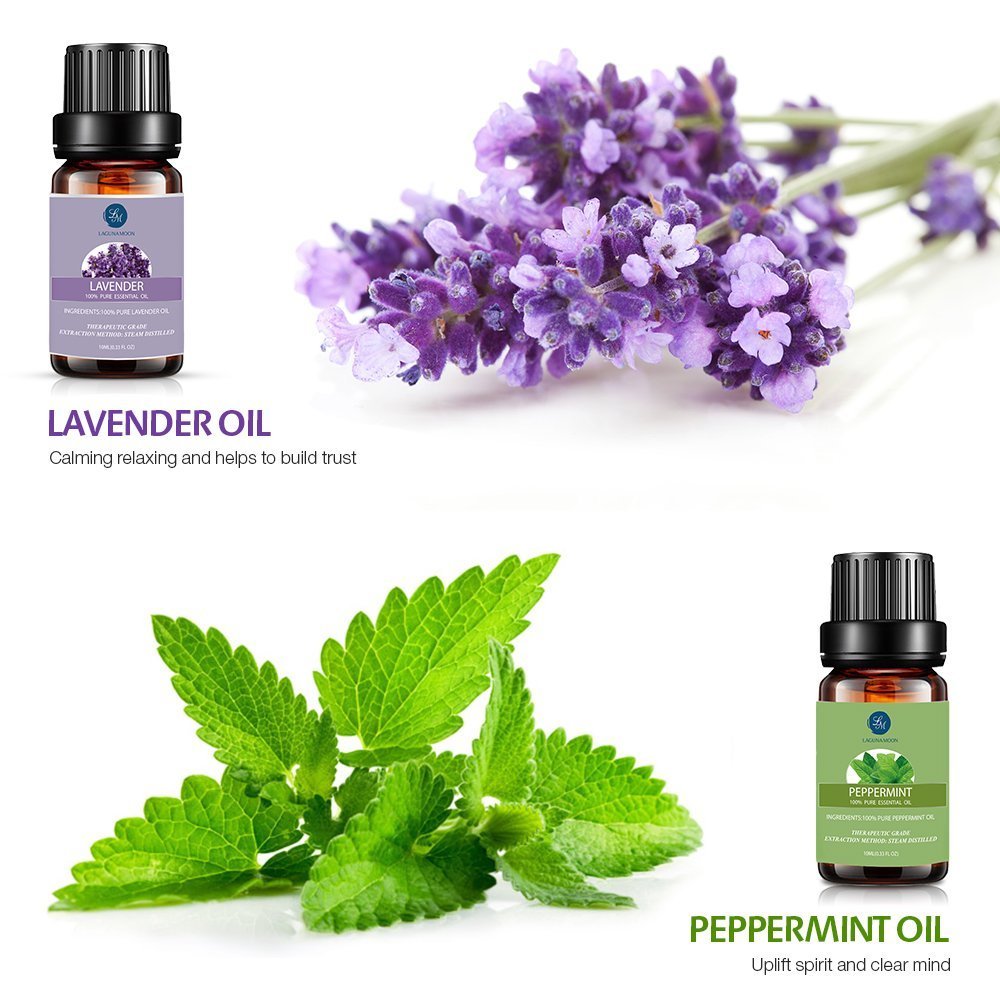 LM
LAGUNAMOON
LAVENDER
100% PURE ESSENTIAL OIL
INGREDIENTS:100% PURE LAVENDER OIL
THERAPEUTIC GRADE
EXTRACTION METHOD: STEAM DISTILLED
10ML(0.33 FL OZ)
LAVENDER OIL
Calming relaxing and helps to build trust
LM
LAGUNAMOON
PEPPERMINT
100% PURE ESSENTIAL OIL
INGREDIENTS:100% PURE PEPPERMINT OIL
THERAPEUTIC GRADE
EXTRACTION METHOD: STEAM DISTILLED
10ML(0.33 FL OZ)
PEPPERMINT OIL
Uplift spirit and clear mind